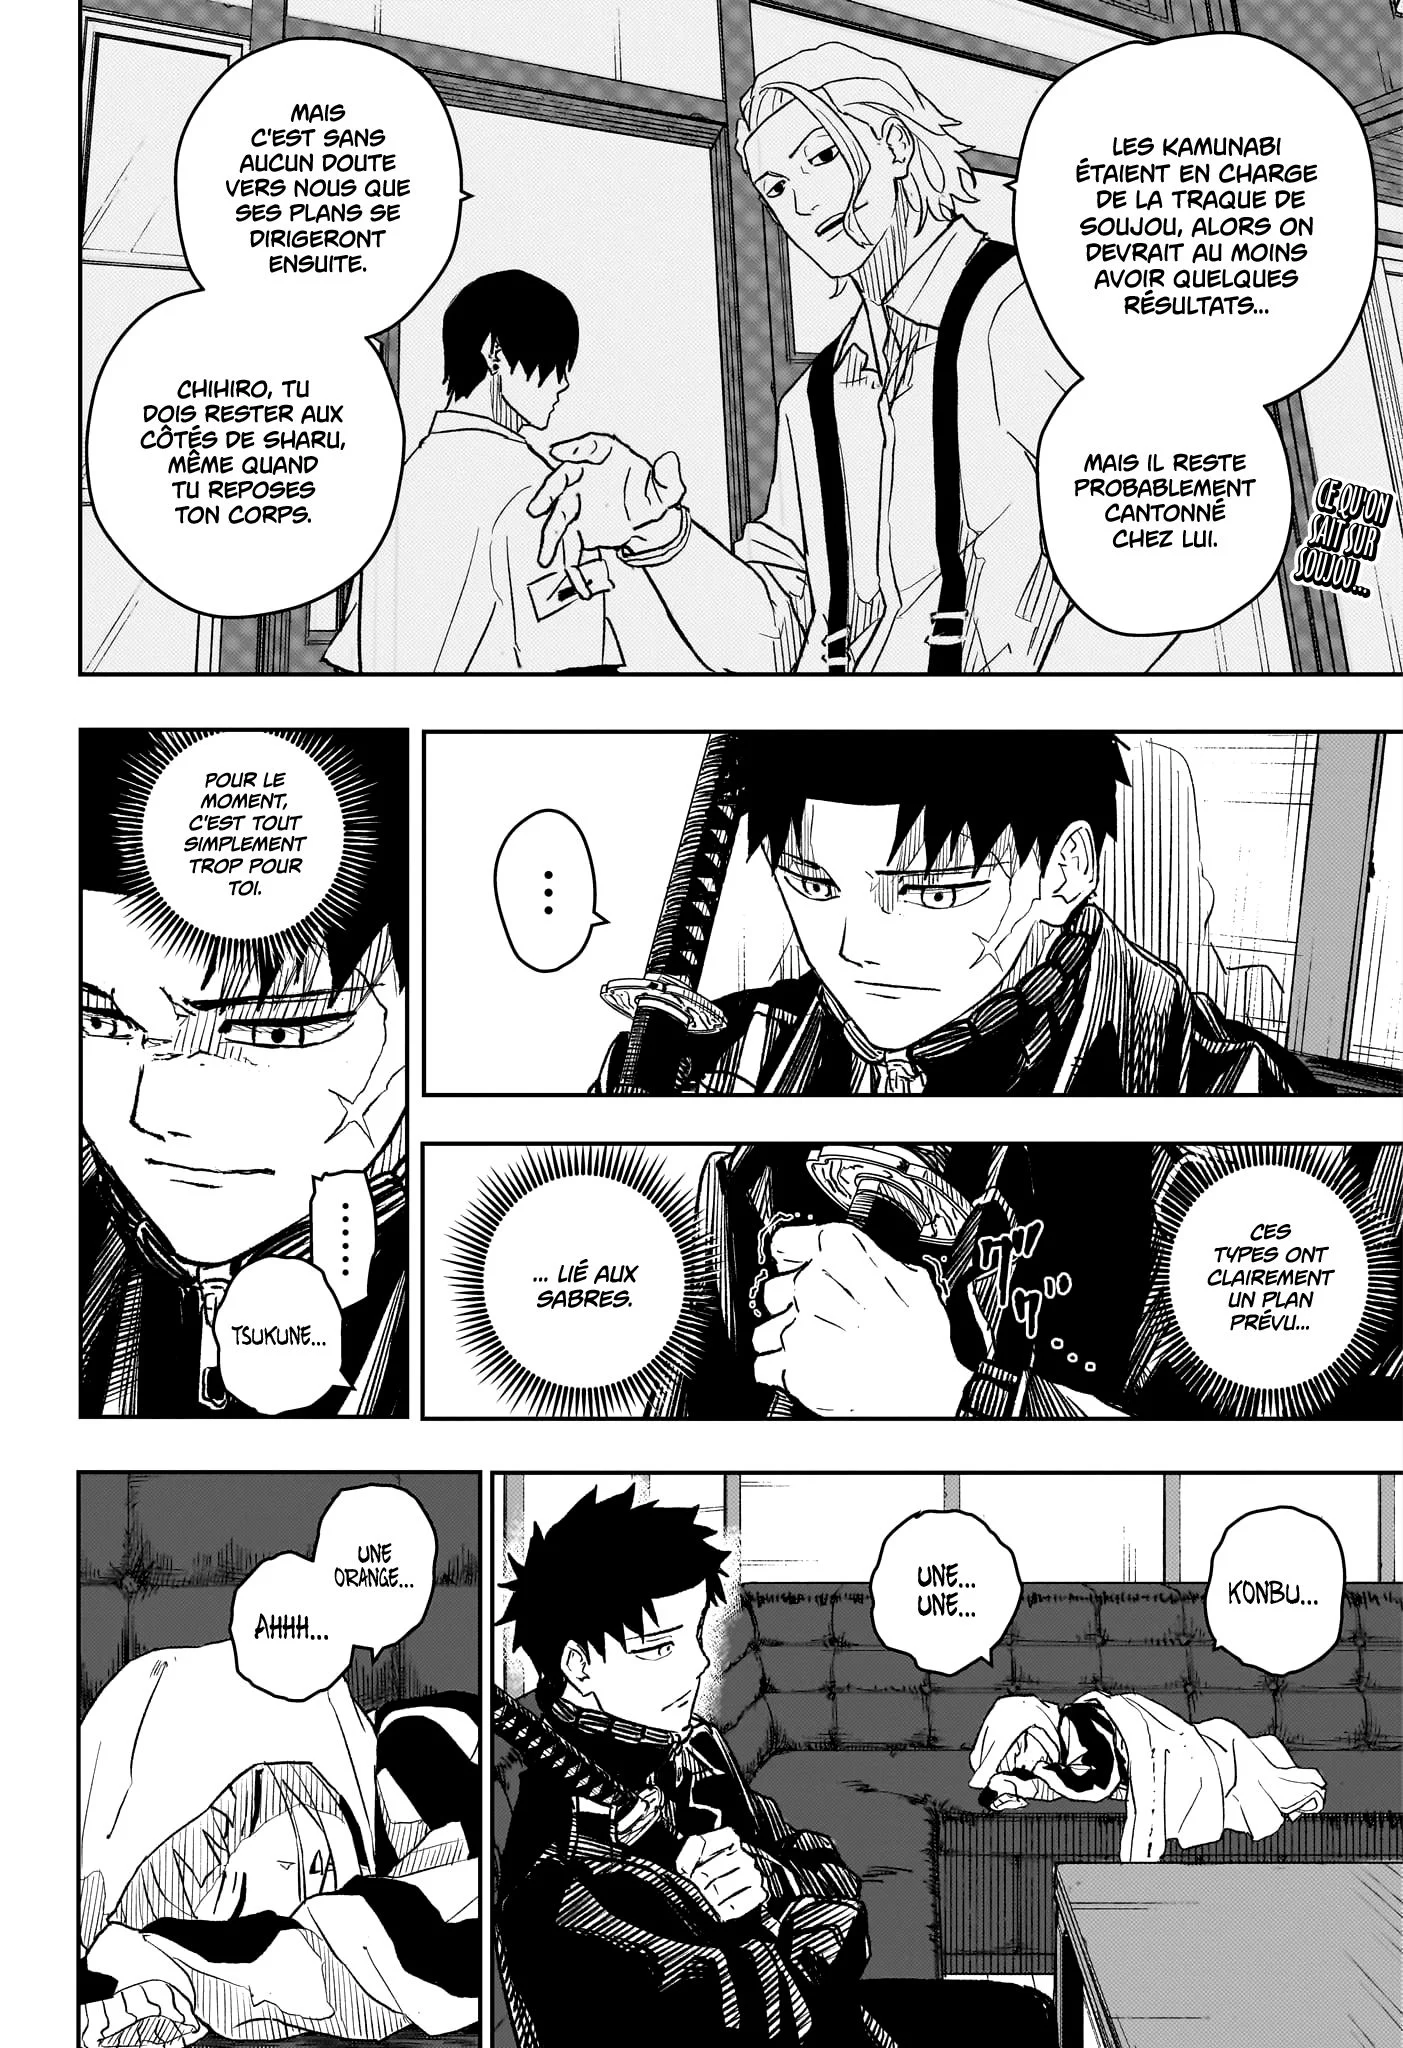 CE QU'ON
SAIT SUR
SOUJOU...
LES KAMUNABI
ÉTAIENT EN CHARGE
DE LA TRAQUE DE
SOUJOU, ALORS ON
DEVRAIT AU MOINS
AVOIR QUELQUES
RÉSULTATS...
MAIS IL RESTE
PROBABLEMENT
CANTONNÉ
CHEZ LUI.
MAIS
C'EST SANS
AUCUN DOUTE
VERS NOUS QUE
SES PLANS SE
DIRIGERONT
ENSUITE.
CHIHIRO, TU
DOIS RESTER AUX
CÔTÉS DE SHARU,
MÊME QUAND
TU REPOSES
TON CORPS.
...
CES
TYPES ONT
CLAIREMENT
UN PLAN
PRÉVU...
グググ...
... LIÉ AUX
SABRES.
POUR LE
MOMENT,
C'EST TOUT
SIMPLEMENT
TROP POUR
TOI.
......
TSUKUNE...
KONBU...
UNE...
UNE...
UNE
ORANGE...
AHHH...